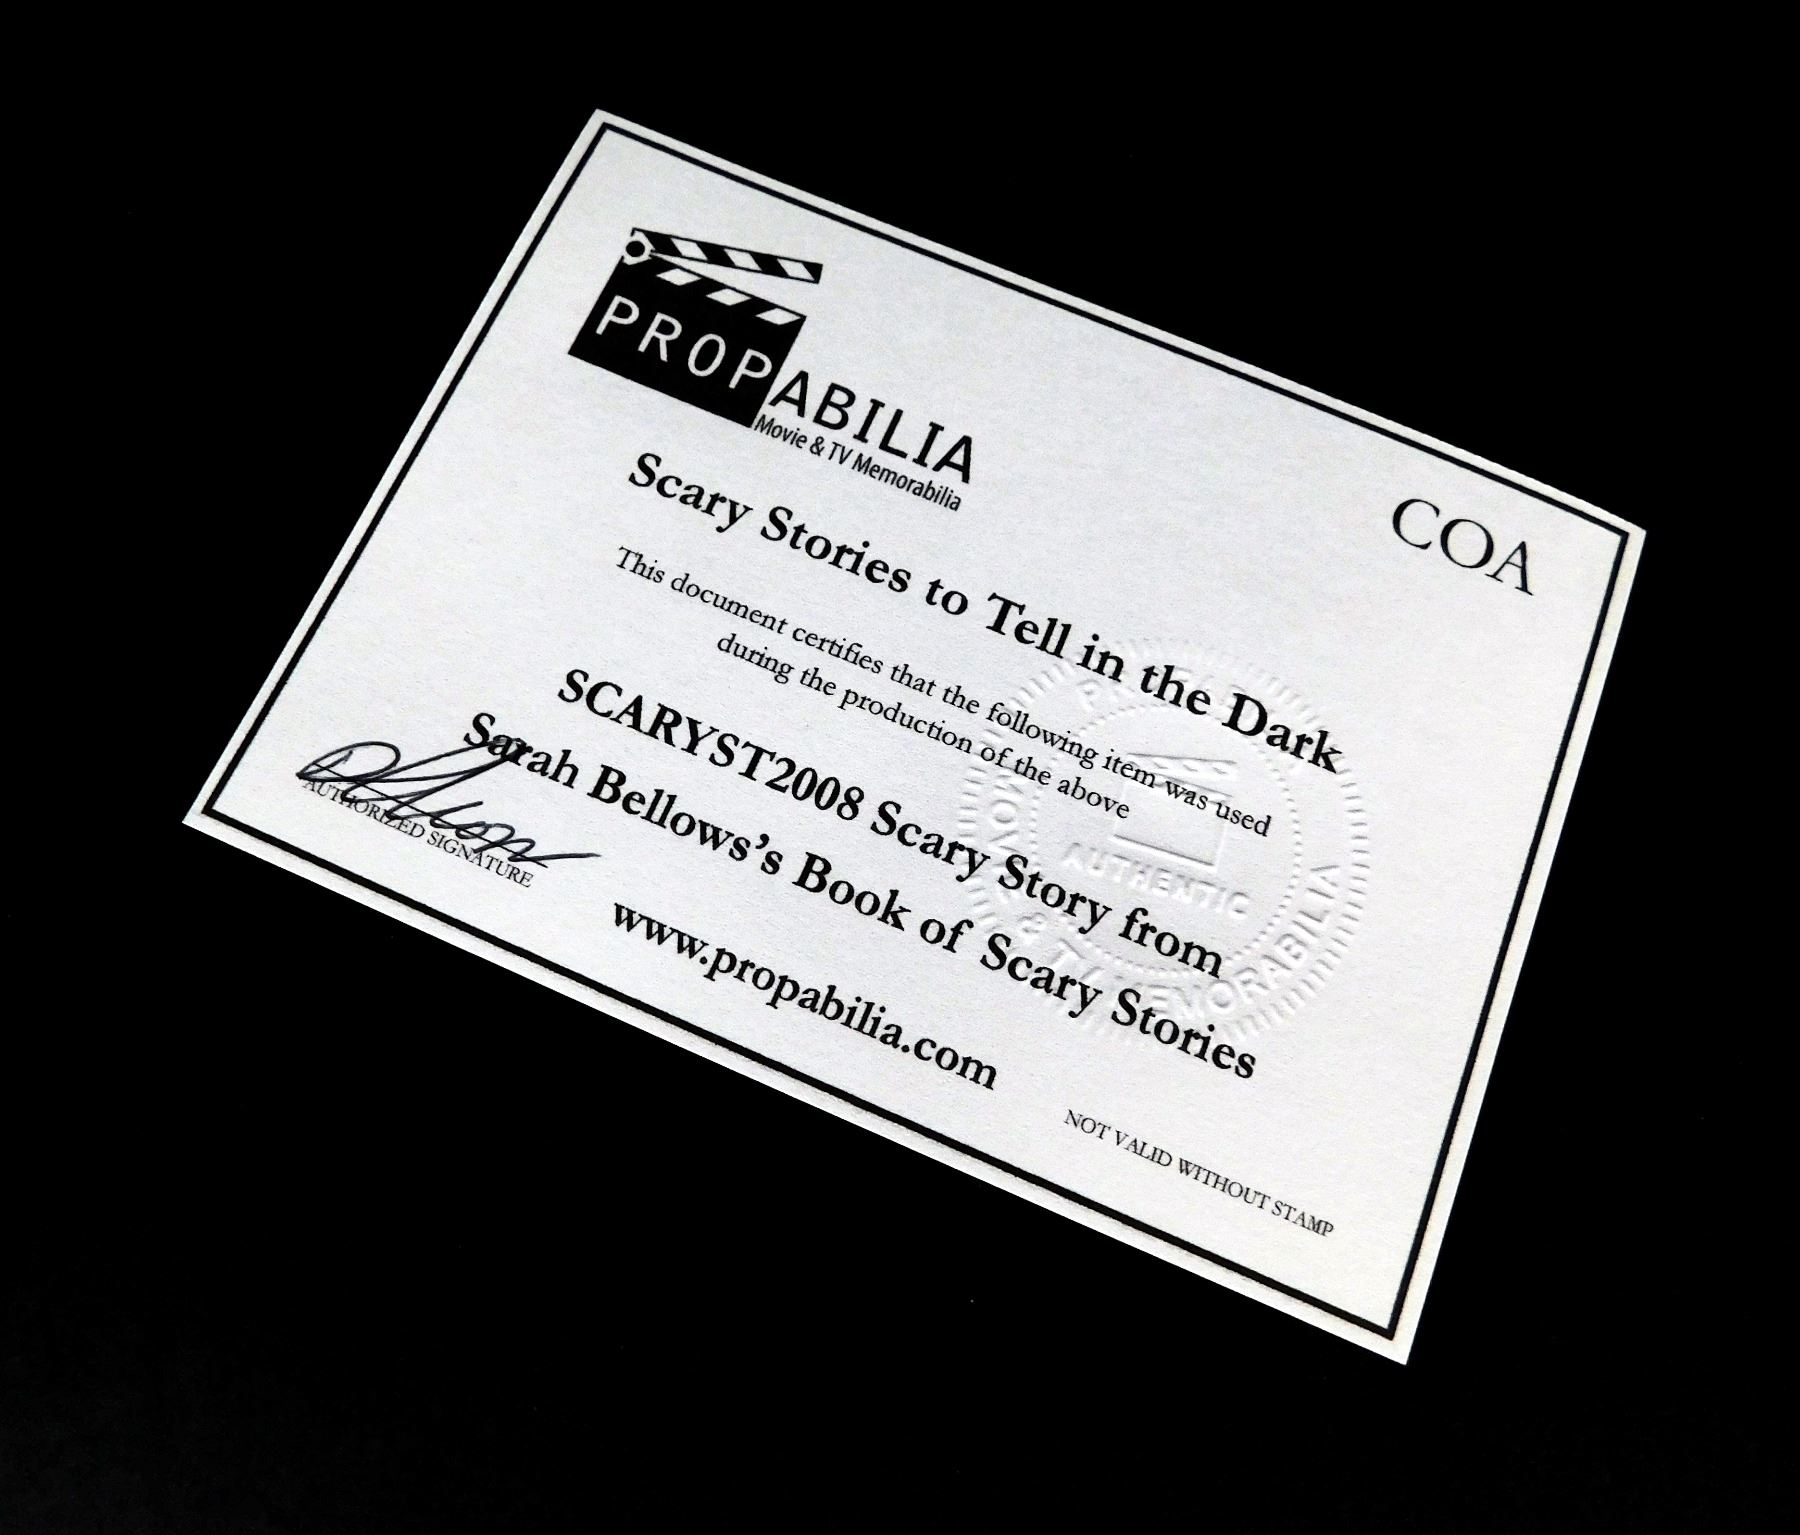 PROPABILIA
Movie & TV Memorabilia
COA
Scary Stories to Tell in the Dark
This document certifies that the following item was used
during the production of the above
SCARYST2008 Scary Story from
Sarah Bellows's Book of Scary Stories
AUTHORIZED SIGNATURE
www.propabilia.com
NOT VALID WITHOUT STAMP
AUTHENTIC
& TV MEMORABILIA